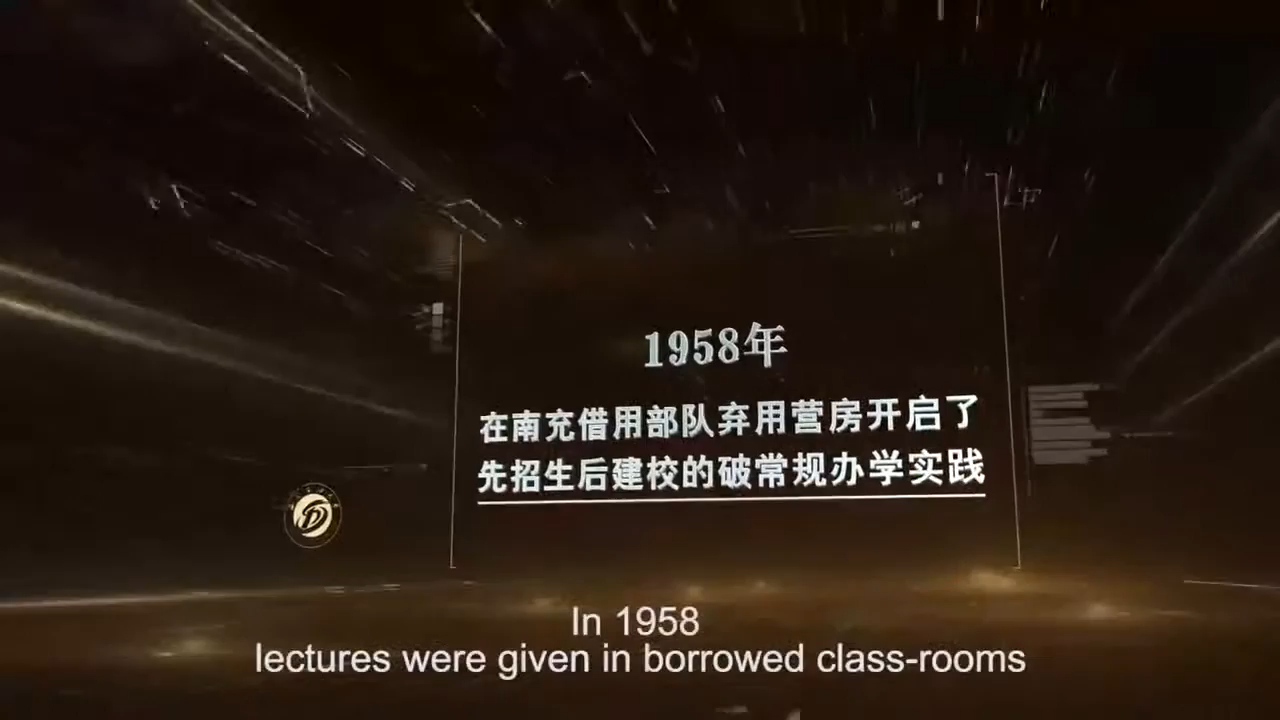 1958年
在南充借用部队弃用营房开启了
先招生后建校的破常规办学实践
In 1958
lectures were given in borrowed class-rooms